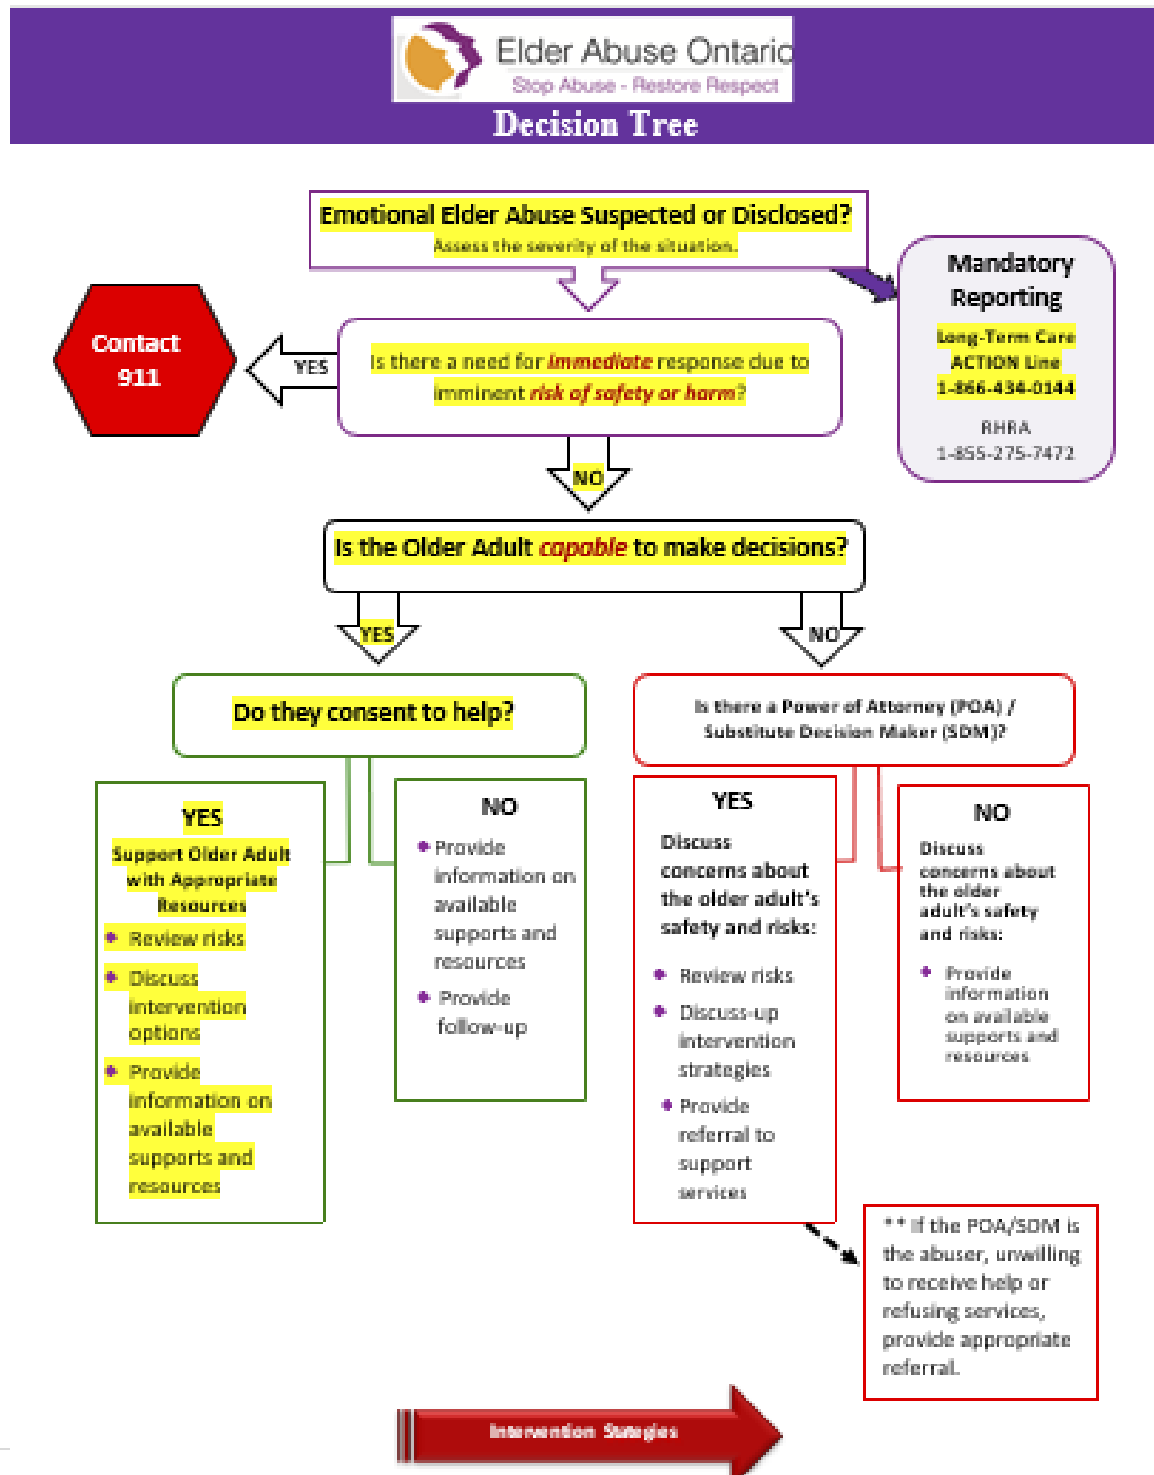 Elder Abuse Ontario
Stop Abuse - Restore Respect
Decision Tree
Emotional Elder Abuse Suspected or Disclosed?
Assess the severity of the situation.
Mandatory
Reporting
Long-Term Care
ACTION Line
1-866-434-0144
RHRA
1-855-275-7472
Contact
911
YES
Is there a need for immediate response due to
imminent risk of safety or harm?
NO
Is the Older Adult capable to make decisions?
YES
NO
Do they consent to help?
Is there a Power of Attorney (POA) /
Substitute Decision Maker (SDM)?
YES
Support Older Adult
with Appropriate
Resources
Review risks
Discuss
intervention
options
Provide
information on
available
supports and
resources
NO
Provide
information on
available
supports and
resources
Provide
follow-up
YES
Discuss
concerns about
the older adult's
safety and risks:
Review risks
Discuss-up
intervention
strategies
Provide
referral to
support
services
NO
Discuss
concerns about
the older
adult's safety
and risks:
Provide
information
on available
supports and
resources
** If the POA/SDM is
the abuser, unwilling
to receive help or
refusing services,
provide appropriate
referral.
Intervention Stategies